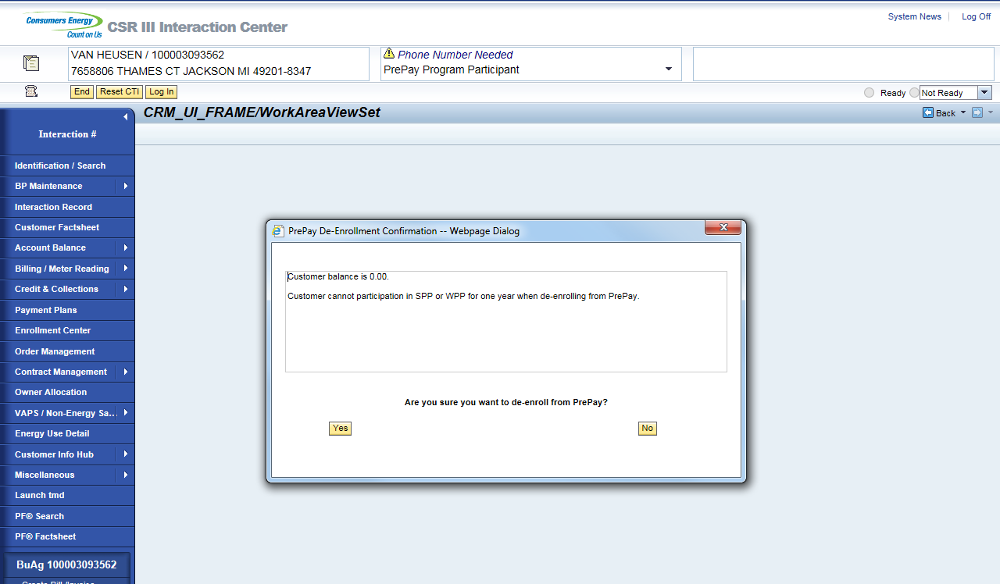 Consumers Energy
Count on Us
CSR III Interaction Center
System News
Log Off
VAN HEUSEN / 100003093562
7658806 THAMES CT JACKSON MI 49201-8347
Phone Number Needed
PrePay Program Participant
End
Reset CTI
Log In
Ready
Not Ready
CRM_UI_FRAME/WorkAreaViewSet
Back
Interaction #
Identification / Search
BP Maintenance
Interaction Record
Customer Factsheet
Account Balance
Billing / Meter Reading
Credit & Collections
Payment Plans
Enrollment Center
Order Management
Contract Management
Owner Allocation
VAPS / Non-Energy Sa...
Energy Use Detail
Customer Info Hub
Miscellaneous
Launch tmd
PF® Search
PF® Factsheet
BuAg 100003093562
Create Bill /Invoice
PrePay De-Enrollment Confirmation -- Webpage Dialog
Customer balance is 0.00.
Customer cannot participation in SPP or WPP for one year when de-enrolling from PrePay.
Are you sure you want to de-enroll from PrePay?
Yes
No